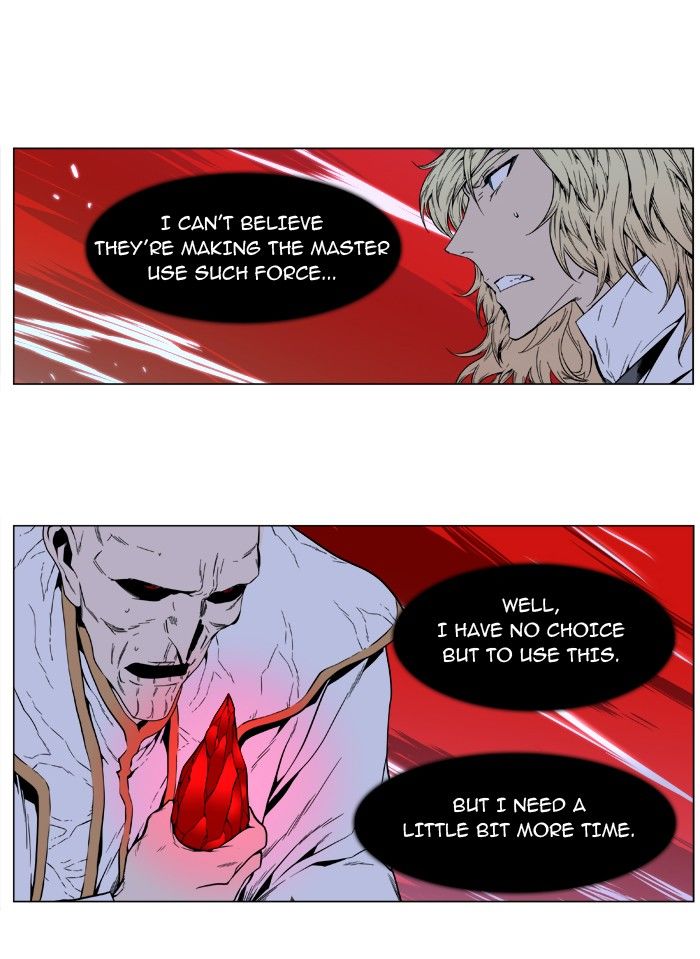 I CAN'T BELIEVE
THEY'RE MAKING THE MASTER
USE SUCH FORCE...
WELL,
I HAVE NO CHOICE
BUT TO USE THIS.
BUT I NEED A
LITTLE BIT MORE TIME.